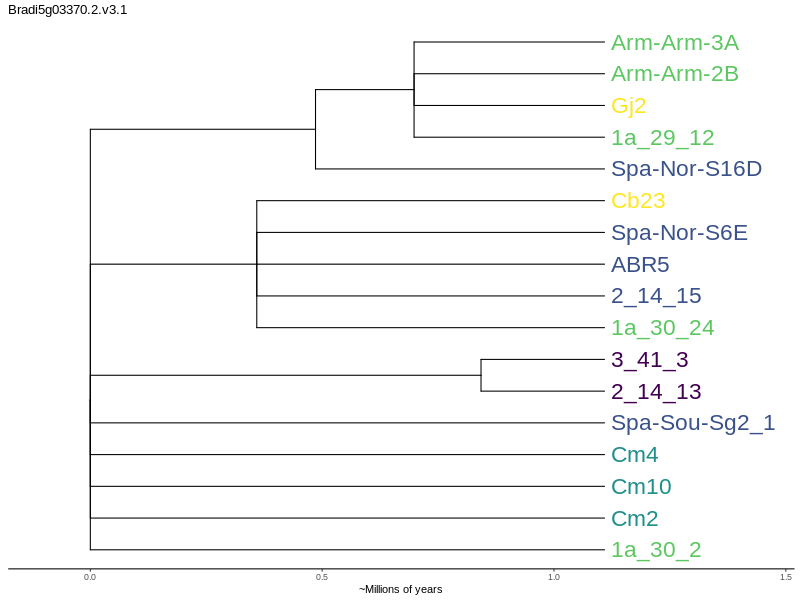 Bradi5g03370.2.v3.1
Arm-Arm-3A
Arm-Arm-2B
Gj2
1a_29_12
Spa-Nor-S16D
Cb23
Spa-Nor-S6E
ABR5
2_14_15
1a_30_24
3_41_3
2_14_13
Spa-Sou-Sg2_1
Cm4
Cm10
Cm2
1a_30_2
0.0 0.5 1.0 1.5
~Millions of years